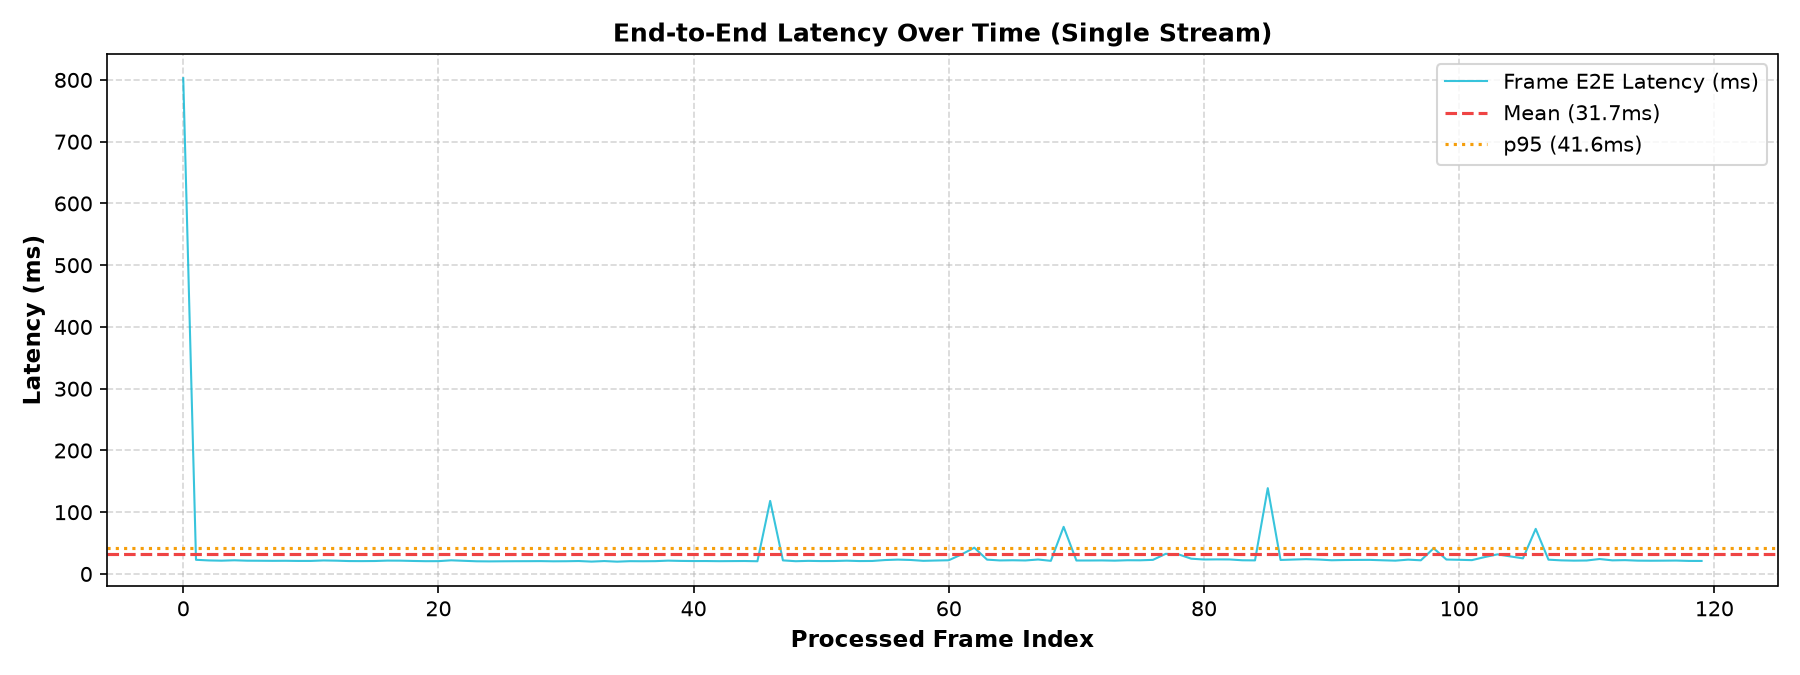 End-to-End Latency Over Time (Single Stream)
Frame E2E Latency (ms)
Mean (31.7ms)
p95 (41.6ms)
Latency (ms)
800
700
600
500
400
300
200
100
0
0 20 40 60 80 100 120
Processed Frame Index